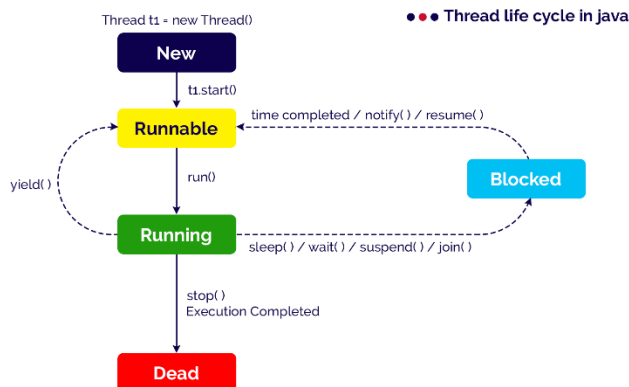 Thread t1 = new Thread()
Thread life cycle in java
New
t1.start()
Runnable
time completed / notify( ) / resume( )
yield( )
run()
Blocked
Running
sleep( ) / wait( ) / suspend( ) / join( )
stop( )
Execution Completed
Dead